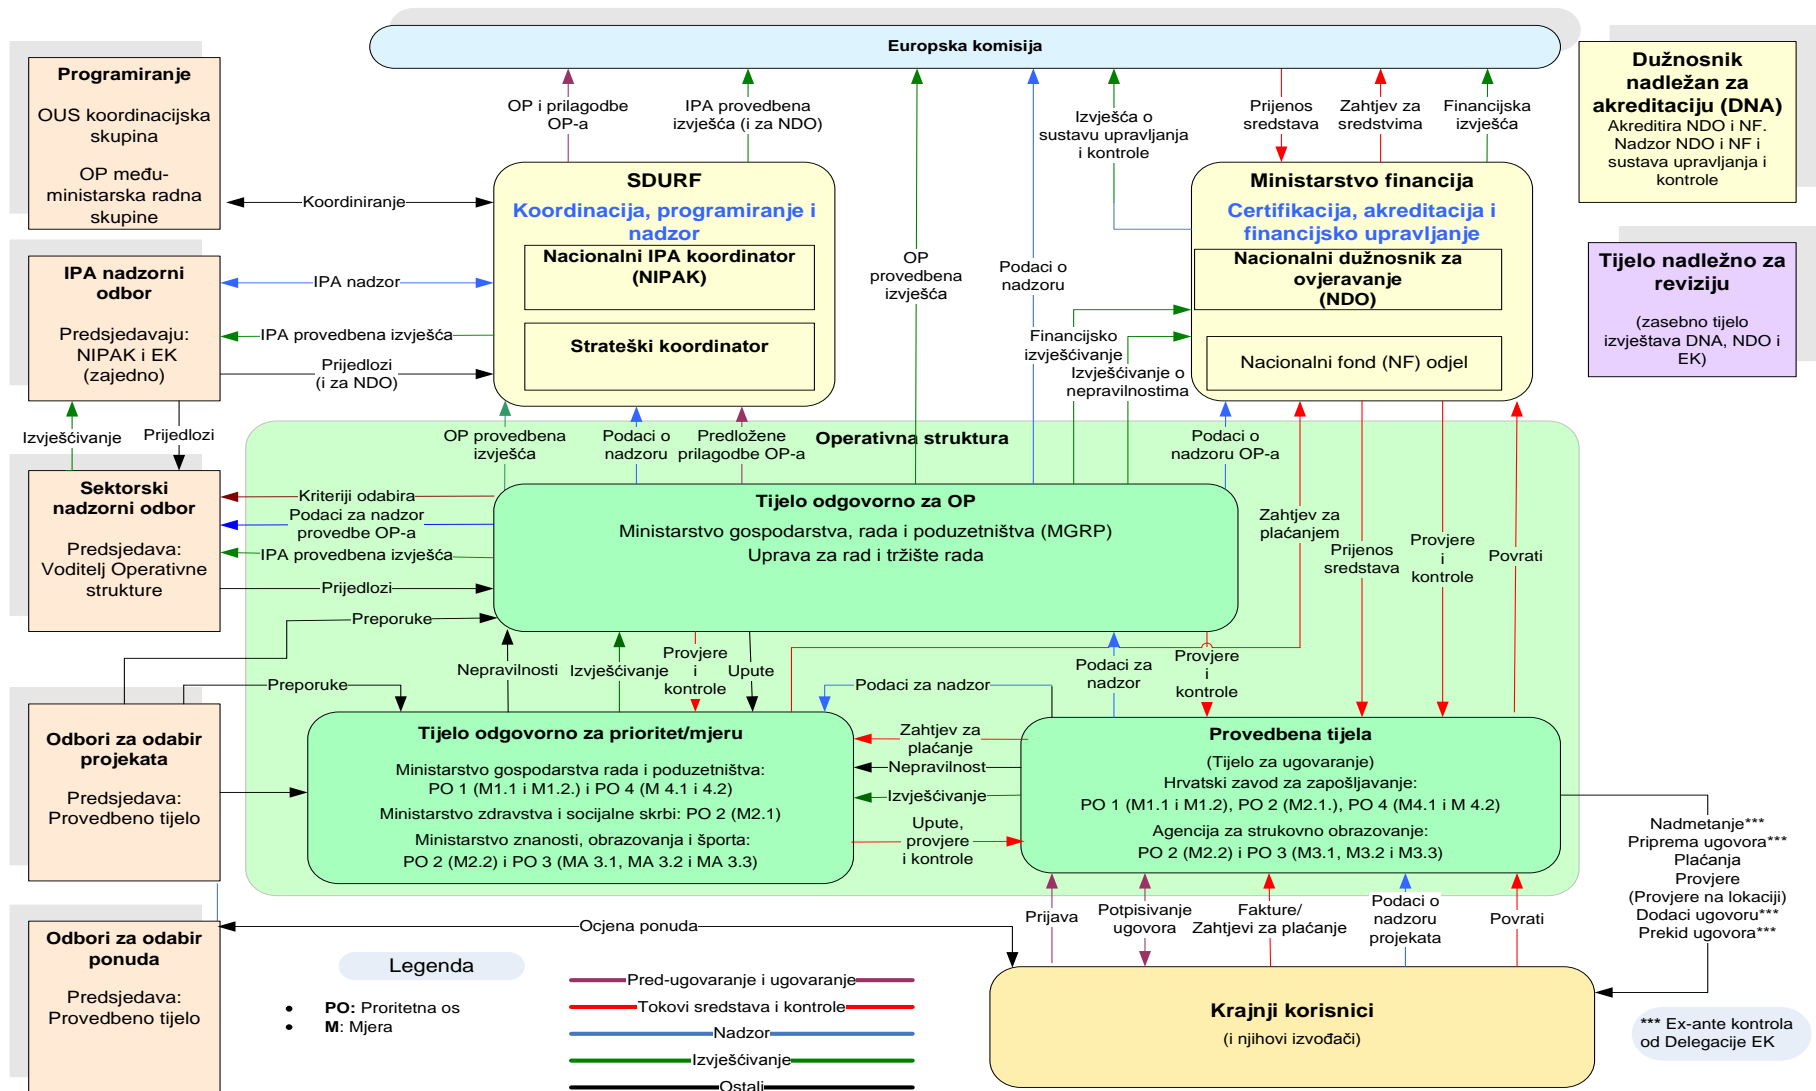 Europska komisija
Programiranje
OUS koordinacijska
skupina
OP među-
ministarska radna
skupine
Dužnosnik
nadležan za
akreditaciju (DNA)
Akreditira NDO i NF.
Nadzor NDO i NF i
sustava upravljanja i
kontrole
OP i prilagodbe
OP-a
IPA provedbena
izvješća (i za NDO)
Izvješća o
sustavu upravljanja
i kontrole
Prijenos
sredstava
Zahtjev za
sredstvima
Financijska
izvješća
Koordiniranje
SDURF
Koordinacija, programiranje i
nadzor
Nacionalni IPA koordinator
(NIPAK)
Strateški koordinator
Ministarstvo financija
Certifikacija, akreditacija i
financijsko upravljanje
Nacionalni dužnosnik za
ovjeravanje
(NDO)
Nacionalni fond (NF) odjel
Tijelo nadležno za
reviziju
(zasebno tijelo
izvještava DNA, NDO i
EK)
IPA nadzorni
odbor
Predsjedavaju:
NIPAK i EK
(zajedno)
IPA nadzor
IPA provedbena izvješća
Prijedlozi
(i za NDO)
OP
provedbena
izvješća
Podaci o
nadzoru
Financijsko
izvješćivanje
Izvješćivanje o
nepravilnostima
Izvješćivanje
Prijedlozi
OP provedbena
izvješća
Podaci o
nadzoru
Predložene
prilagodbe OP-a
Operativna struktura
Podaci o
nadzoru OP-a
Sektorski
nadzorni odbor
Predsjedava:
Voditelj Operativne
strukture
Kriteriji odabira
Podaci za nadzor
provedbe OP-a
IPA provedbena izvješća
Prijedlozi
Tijelo odgovorno za OP
Ministarstvo gospodarstva, rada i poduzetništva (MGRP)
Uprava za rad i tržište rada
Zahtjev za
plaćanjem
Prijenos
sredstava
Provjere
i
kontrole
Povrati
Preporuke
Preporuke
Nepravilnosti
Izvješćivanje
Provjere
i
kontrole
Upute
Podaci za nadzor
Podaci za
nadzor
Provjere
i
kontrole
Odbori za odabir
projekata
Predsjedava:
Provedbeno tijelo
Tijelo odgovorno za prioritet/mjeru
Ministarstvo gospodarstva rada i poduzetništva:
PO 1 (M1.1 i M1.2.) i PO 4 (M 4.1 i 4.2)
Ministarstvo zdravstva i socijalne skrbi: PO 2 (M2.1)
Ministarstvo znanosti, obrazovanja i športa:
PO 2 (M2.2) i PO 3 (MA 3.1, MA 3.2 i MA 3.3)
Zahtjev za
plaćanje
Nepravilnost
Izvješćivanje
Upute,
provjere
i kontrole
Provedbena tijela
(Tijelo za ugovaranje)
Hrvatski zavod za zapošljavanje:
PO 1 (M1.1 i M1.2), PO 2 (M2.1.), PO 4 (M4.1 i M 4.2)
Agencija za strukovno obrazovanje:
PO 2 (M2.2) i PO 3 (M3.1, M3.2 i M3.3)
Nadmetanje***
Priprema ugovora***
Plaćanja
Provjere
(Provjere na lokaciji)
Dodaci ugovoru***
Prekid ugovora***
Odbori za odabir
ponuda
Predsjedava:
Provedbeno tijelo
Ocjena ponuda
Prijava
Potpisivanje
ugovora
Fakture/
Zahtjevi za plaćanje
Podaci o
nadzoru
projekata
Povrati
Legenda
PO: Proritetna os
M: Mjera
Pred-ugovaranje i ugovaranje
Tokovi sredstava i kontrole
Nadzor
Izvješćivanje
Ostali
Krajnji korisnici
(i njihovi izvođači)
*** Ex-ante kontrola
od Delegacije EK